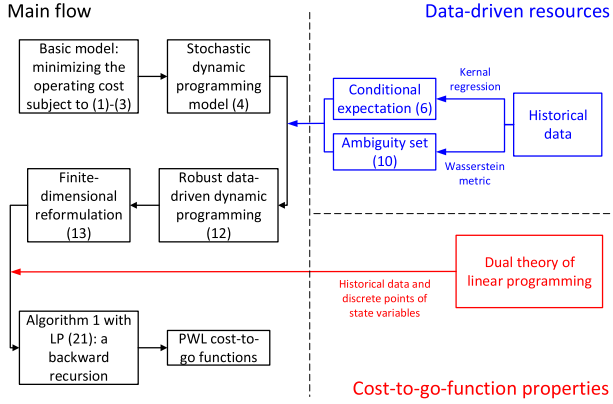 Main flow
Data-driven resources
Basic model:
minimizing the
operating cost
subject to (1)-(3)
Stochastic
dynamic
programming
model (4)
Conditional
expectation (6)
Kernal
regression
Historical
data
Ambiguity set
(10)
Wasserstein
metric
Finite-
dimensional
reformulation
(13)
Robust data-
driven dynamic
programming
(12)
Dual theory of
linear programming
Historical data and
discrete points of
state variables
Algorithm 1 with
LP (21): a
backward
recursion
PWL cost-to-
go functions
Cost-to-go-function properties